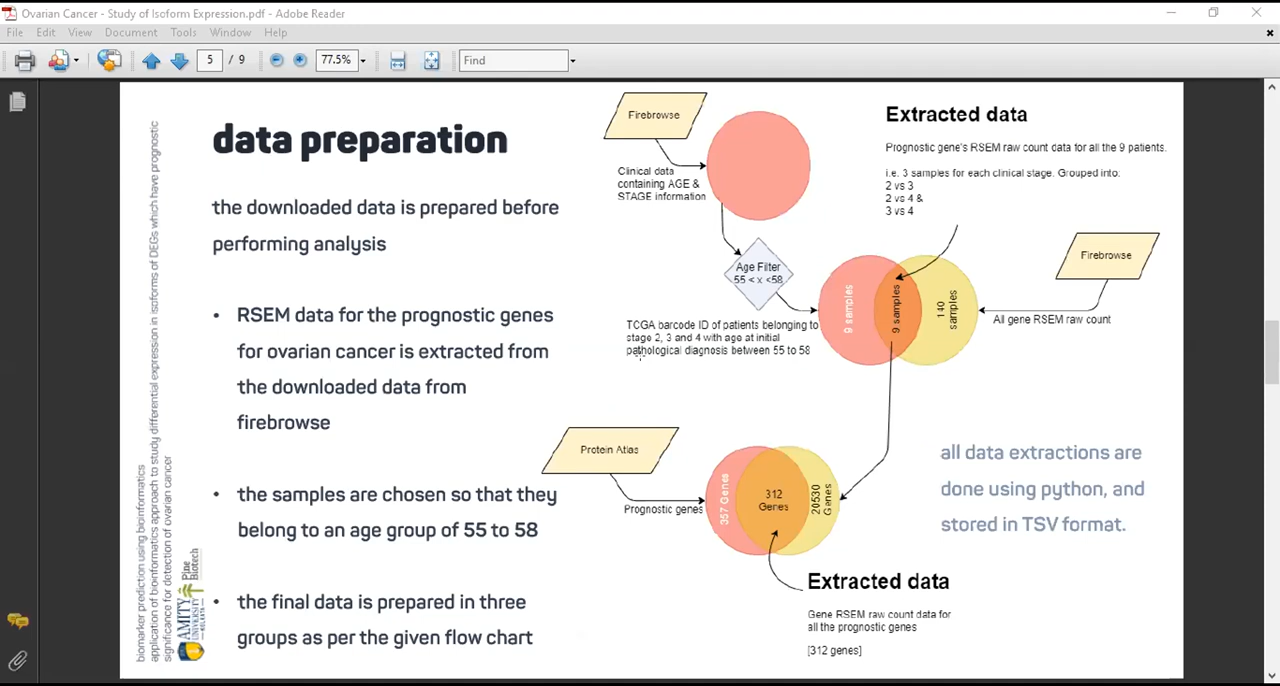 Ovarian Cancer - Study of Isoform Expression.pdf - Adobe Reader
File Edit View Document Tools Window Help
5 / 9 77.5% Find
data preparation
the downloaded data is prepared before
performing analysis
• RSEM data for the prognostic genes
for ovarian cancer is extracted from
the downloaded data from
firebrowse
• the samples are chosen so that they
belong to an age group of 55 to 58
• the final data is prepared in three
groups as per the given flow chart
biomarker prediction using bioinformatics
application of bioinformatics approach to study differential expression in isoforms of DEGs which have prognostic
significance for detection of ovarian cancer
AMITY
UNIVERSITY
KOLKATA
Pine
Biotech
Firebrowse
Clinical data
containing AGE &
STAGE information
Age Filter
55 < x <58
TCGA barcode ID of patients belonging to
stage 2, 3 and 4 with age at initial
pathological diagnosis between 55 to 58
Extracted data
Prognostic gene's RSEM raw count data for all the 9 patients.
i.e. 3 samples for each clinical stage. Grouped into:
2 vs 3
2 vs 4 &
3 vs 4
Firebrowse
All gene RSEM raw count
9 samples
9 samples
140
samples
Protein Atlas
Prognostic genes
357 Genes
312
Genes
20530
Genes
Extracted data
Gene RSEM raw count data for
all the prognostic genes
[312 genes]
all data extractions are
done using python, and
stored in TSV format.